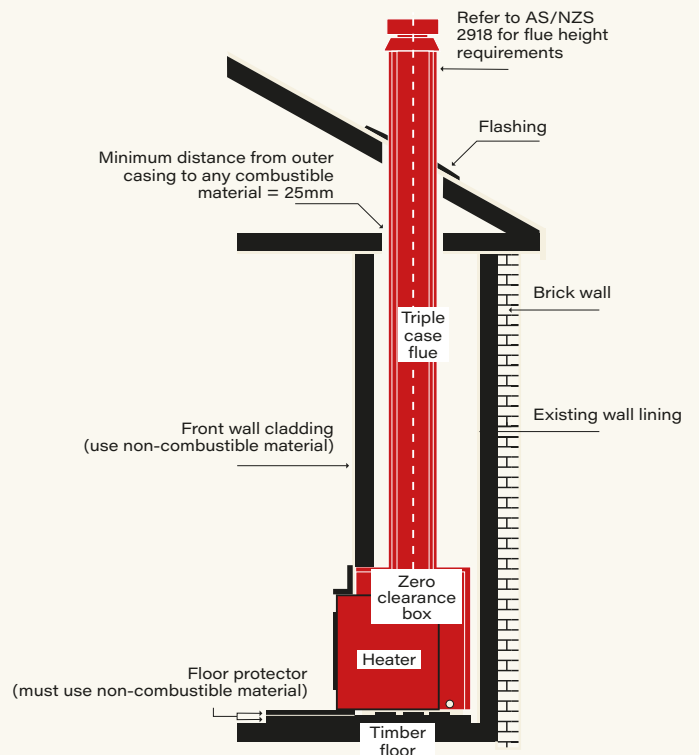 Refer to AS/NZS
2918 for flue height
requirements
Flashing
Minimum distance from outer
casing to any combustible
material = 25mm
Brick wall
Triple
case
flue
Existing wall lining
Front wall cladding
(use non-combustible material)
Zero
clearance
box
Heater
Floor protector
(must use non-combustible material)
Timber
floor